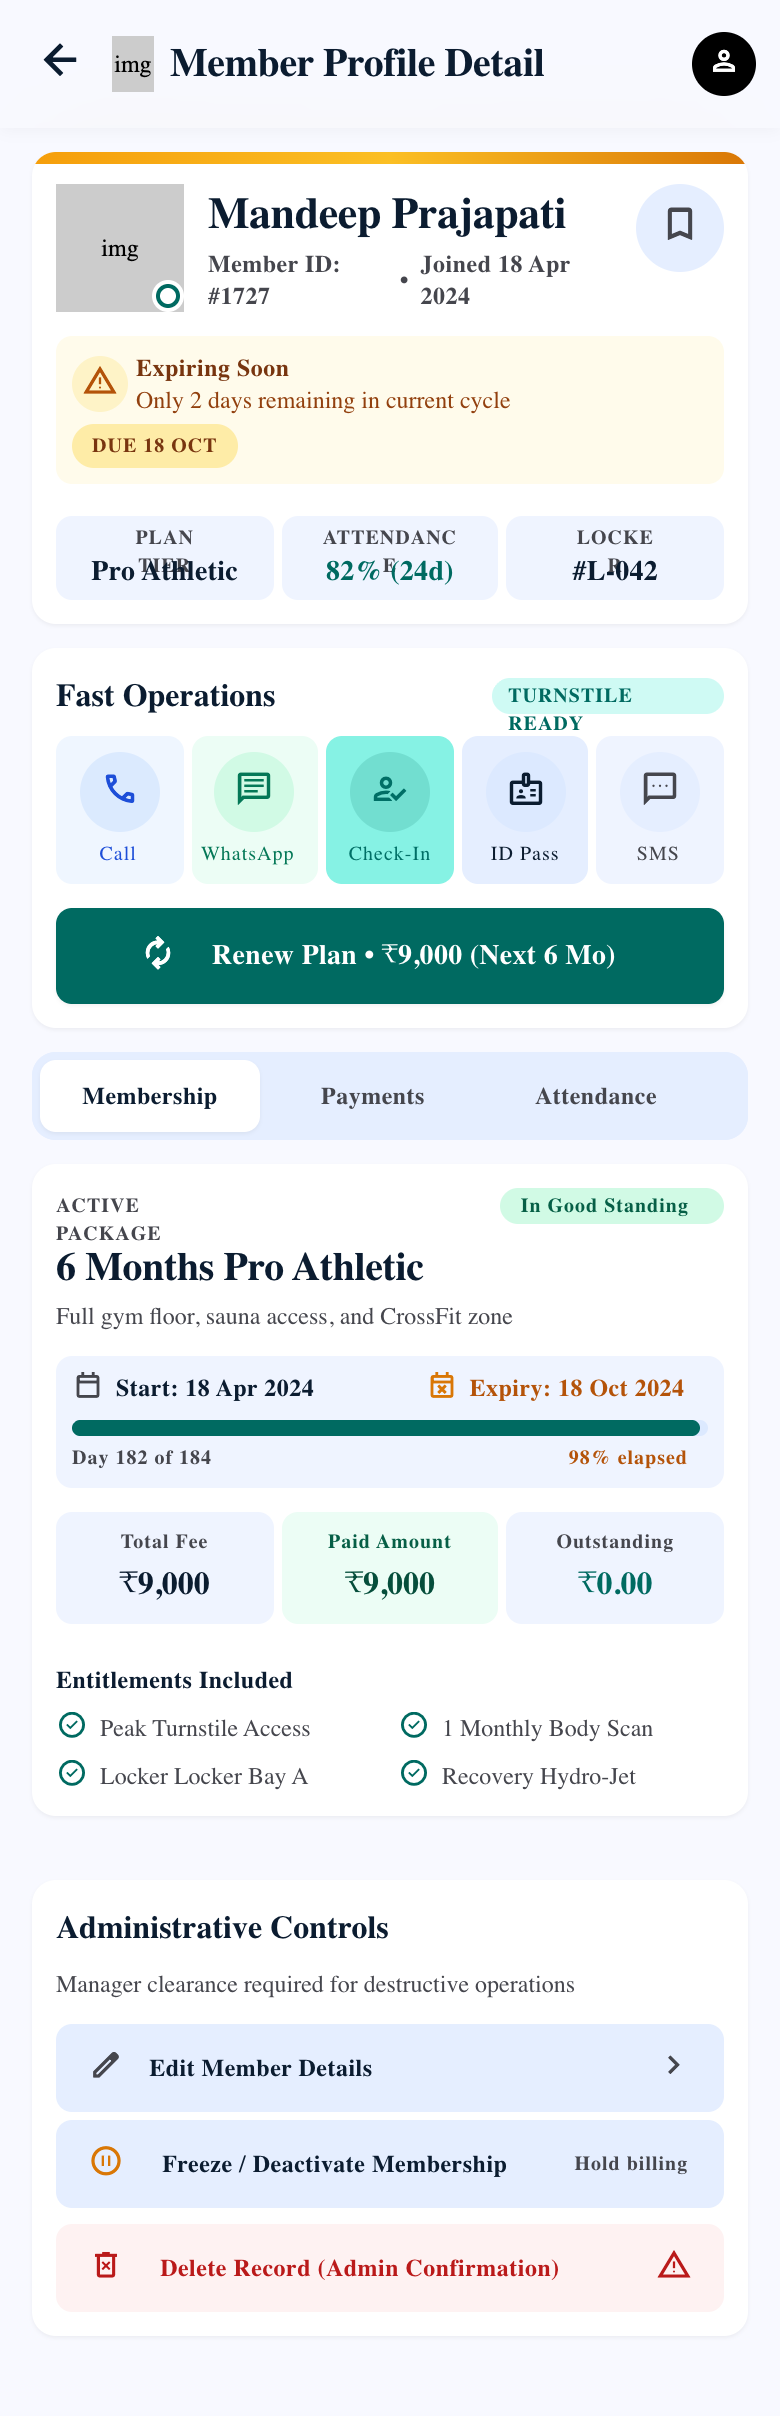 img Member Profile Detail
img
Mandeep Prajapati
Member ID: #1727 • Joined 18 Apr 2024
Expiring Soon
Only 2 days remaining in current cycle
DUE 18 OCT
PLAN TIER
Pro Athletic
ATTENDANCE
82% (24d)
LOCKER
#L-042
Fast Operations
TURNSTILE READY
Call
WhatsApp
Check-In
ID Pass
SMS
Renew Plan • ₹9,000 (Next 6 Mo)
Membership
Payments
Attendance
ACTIVE PACKAGE
In Good Standing
6 Months Pro Athletic
Full gym floor, sauna access, and CrossFit zone
Start: 18 Apr 2024
Expiry: 18 Oct 2024
Day 182 of 184
98% elapsed
Total Fee
₹9,000
Paid Amount
₹9,000
Outstanding
₹0.00
Entitlements Included
Peak Turnstile Access
1 Monthly Body Scan
Locker Locker Bay A
Recovery Hydro-Jet
Administrative Controls
Manager clearance required for destructive operations
Edit Member Details
Freeze / Deactivate Membership
Hold billing
Delete Record (Admin Confirmation)